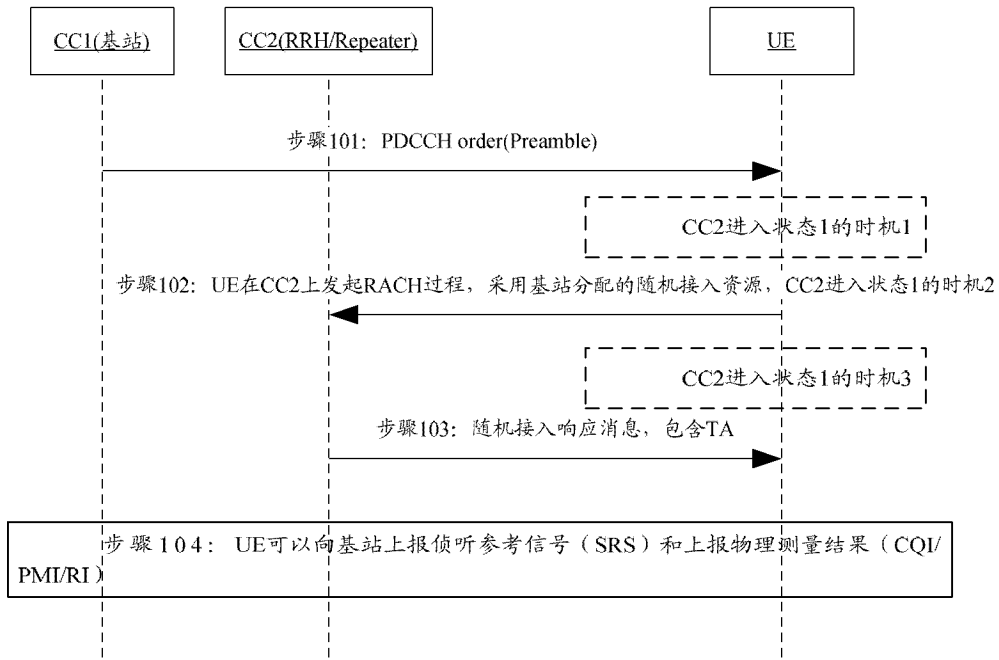 CC1(基站)
CC2(RRH/Repeater)
UE
步骤101：PDCCH order(Preamble)
CC2进入状态1的时机1
步骤102：UE在CC2上发起RACH过程，采用基站分配的随机接入资源，CC2进入状态1的时机2
CC2进入状态1的时机3
步骤103：随机接入响应消息，包含TA
步骤104：UE可以向基站上报侦听参考信号（SRS）和上报物理测量结果（CQI/
PMI/RI）